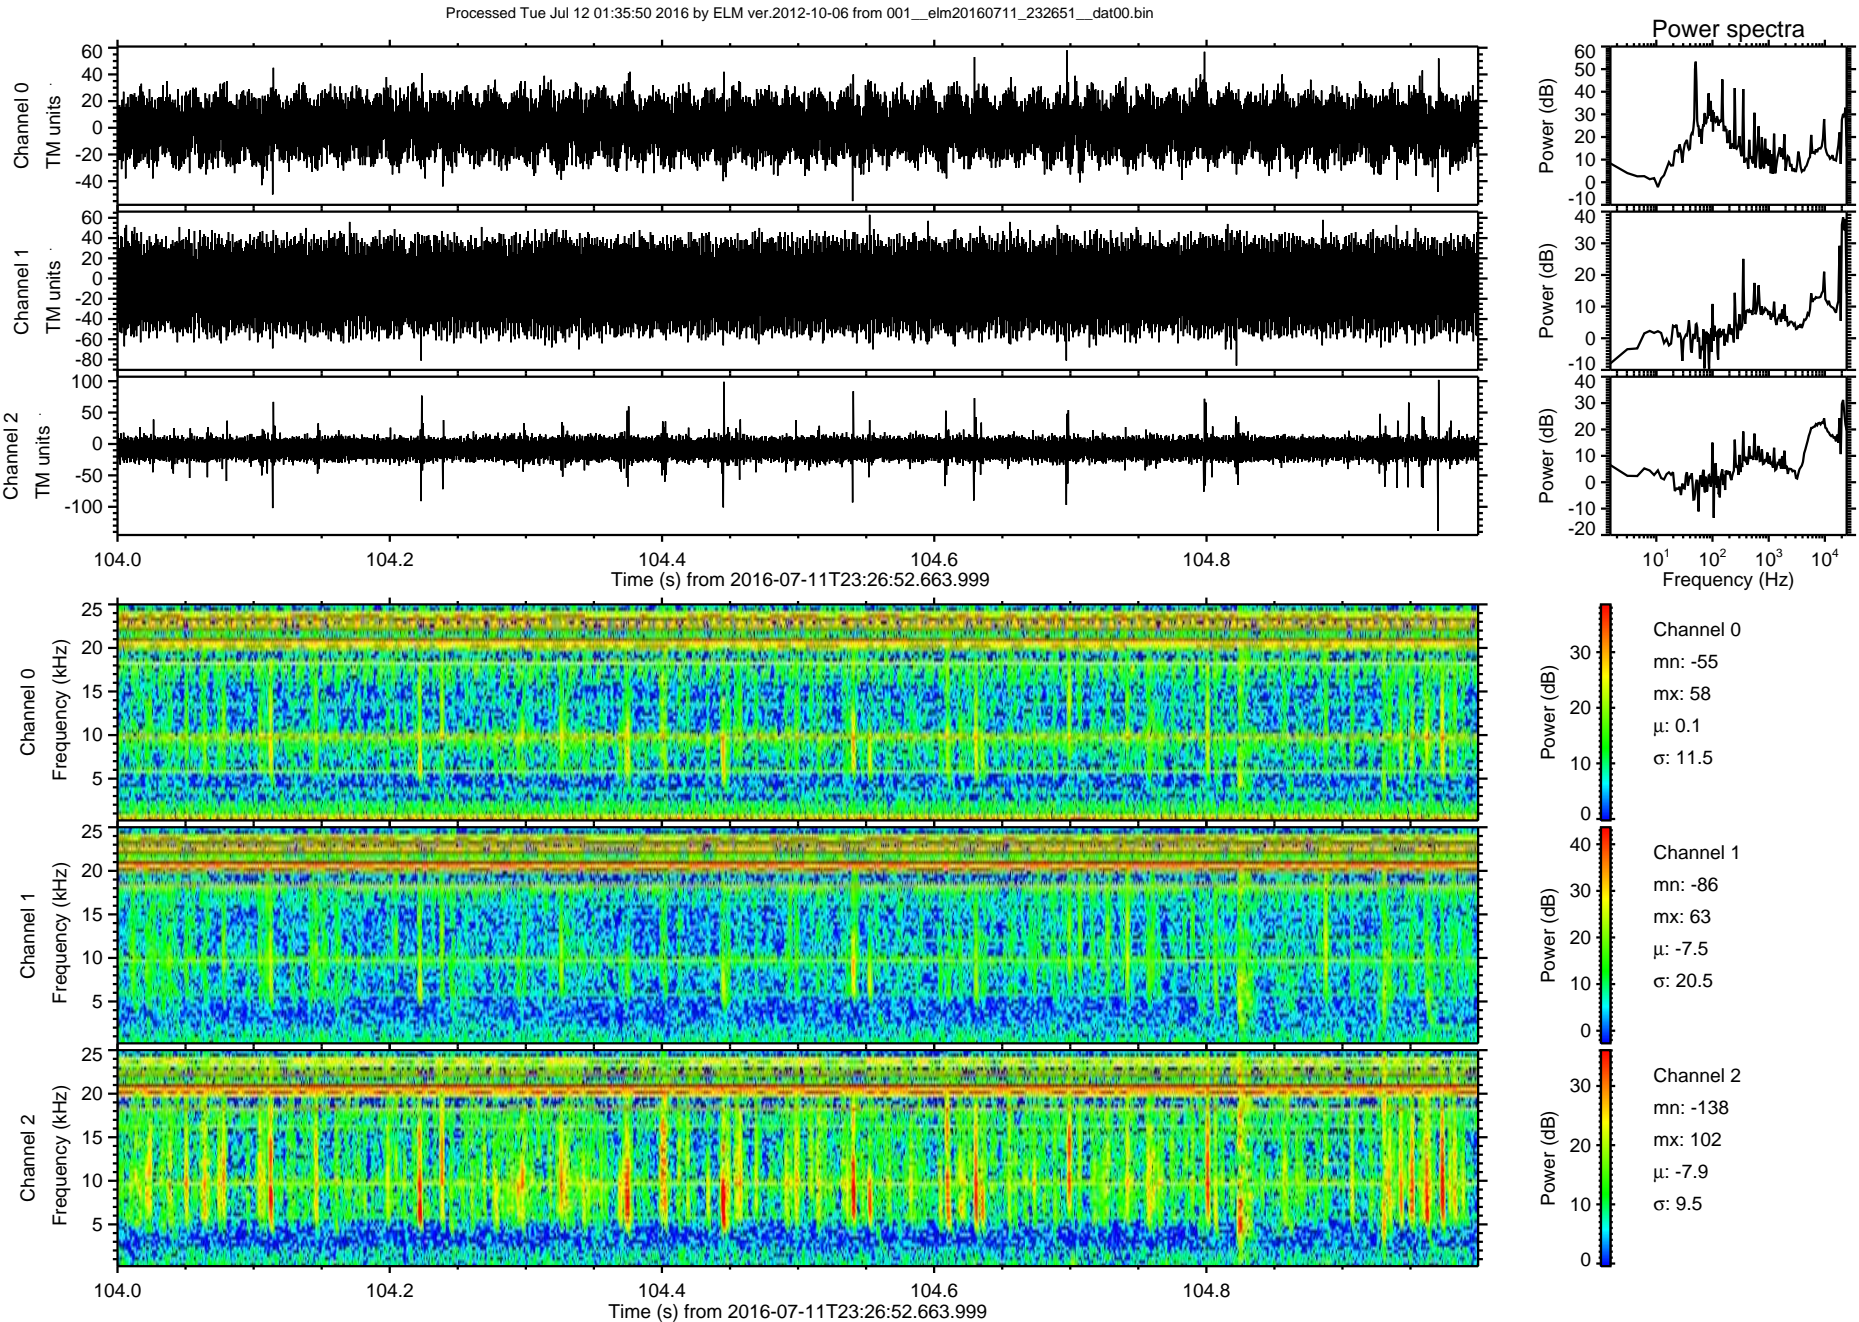 Processed Tue Jul 12 01:35:50 2016 by ELM ver.2012-10-06 from 001__elm20160711_232651__dat00.bin
Power spectra
Channel 0
TM units
60
40
20
0
-20
-40
Power (dB)
60
50
40
30
20
10
0
-10
Channel 1
TM units
60
40
20
0
-20
-40
-60
-80
Power (dB)
40
30
20
10
0
-10
Channel 2
TM units
100
50
0
-50
-100
Power (dB)
40
30
20
10
0
-10
-20
104.0 104.2 104.4 104.6 104.8
Time (s) from 2016-07-11T23:26:52.663.999
10^1 10^2 10^3 10^4
Frequency (Hz)
Channel 0
Frequency (kHz)
25
20
15
10
5
Power (dB)
30
20
10
0
Channel 0
mn: -55
mx: 58
μ: 0.1
σ: 11.5
Channel 1
Frequency (kHz)
25
20
15
10
5
Power (dB)
40
30
20
10
0
Channel 1
mn: -86
mx: 63
μ: -7.5
σ: 20.5
Channel 2
Frequency (kHz)
25
20
15
10
5
Power (dB)
30
20
10
0
Channel 2
mn: -138
mx: 102
μ: -7.9
σ: 9.5
104.0 104.2 104.4 104.6 104.8
Time (s) from 2016-07-11T23:26:52.663.999